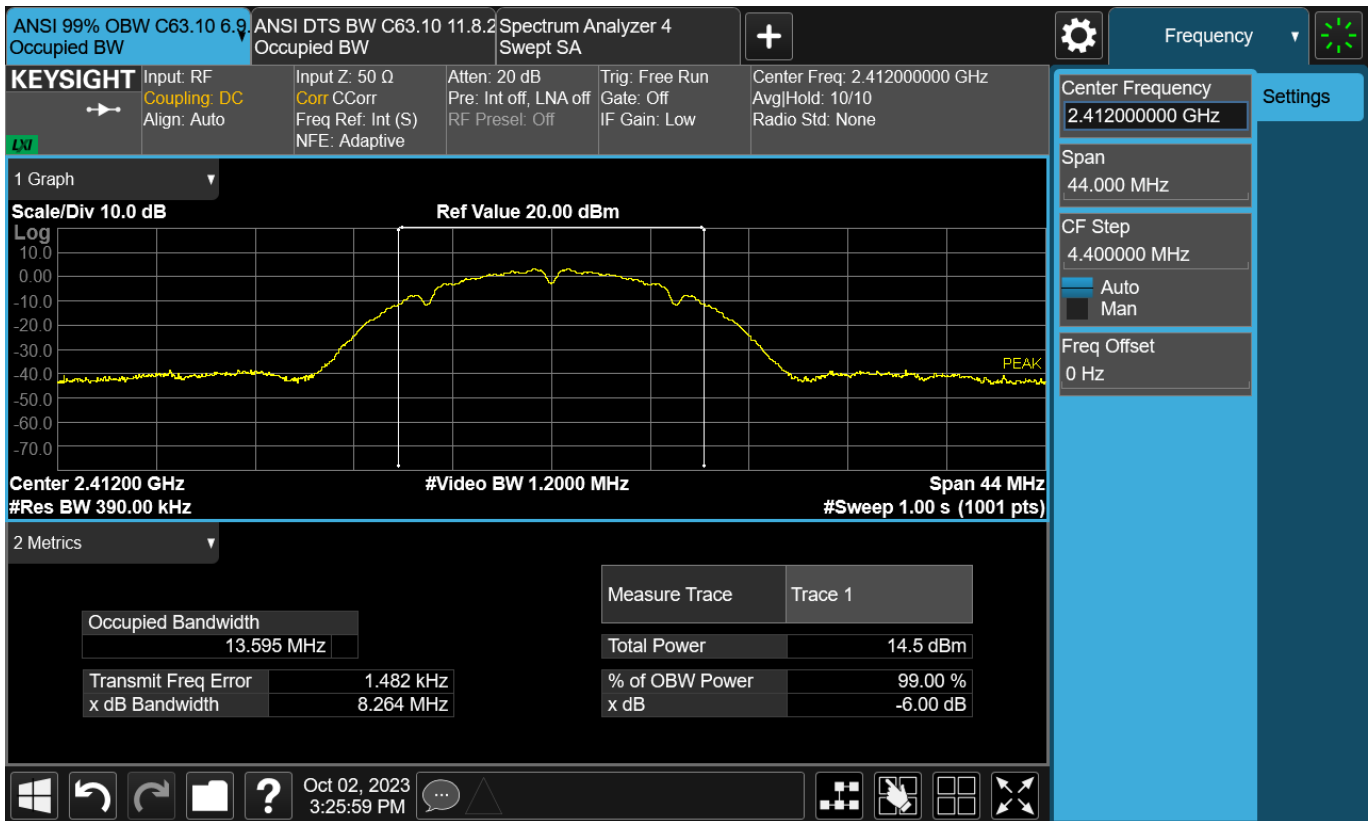 ANSI 99% OBW C63.10 6.9.
Occupied BW
ANSI DTS BW C63.10 11.8.2
Occupied BW
Spectrum Analyzer 4
Swept SA
+
Frequency
KEYSIGHT
LXI
Input: RF
Coupling: DC
Align: Auto
Input Z: 50 Ω
Corr CCorr
Freq Ref: Int (S)
NFE: Adaptive
Atten: 20 dB
Pre: Int off, LNA off
RF Presel: Off
Trig: Free Run
Gate: Off
IF Gain: Low
Center Freq: 2.412000000 GHz
Avg|Hold: 10/10
Radio Std: None
Center Frequency
2.412000000 GHz
Settings
Span
44.000 MHz
CF Step
4.400000 MHz
Auto
Man
Freq Offset
0 Hz
1 Graph
Scale/Div 10.0 dB
Ref Value 20.00 dBm
Log
10.0
0.00
-10.0
-20.0
-30.0
-40.0
-50.0
-60.0
-70.0
PEAK
Center 2.41200 GHz
#Video BW 1.2000 MHz
Span 44 MHz
#Res BW 390.00 kHz
#Sweep 1.00 s (1001 pts)
2 Metrics
Measure Trace
Trace 1
Occupied Bandwidth
13.595 MHz
Total Power
14.5 dBm
Transmit Freq Error
1.482 kHz
% of OBW Power
99.00 %
x dB Bandwidth
8.264 MHz
x dB
-6.00 dB
?
Oct 02, 2023
3:25:59 PM